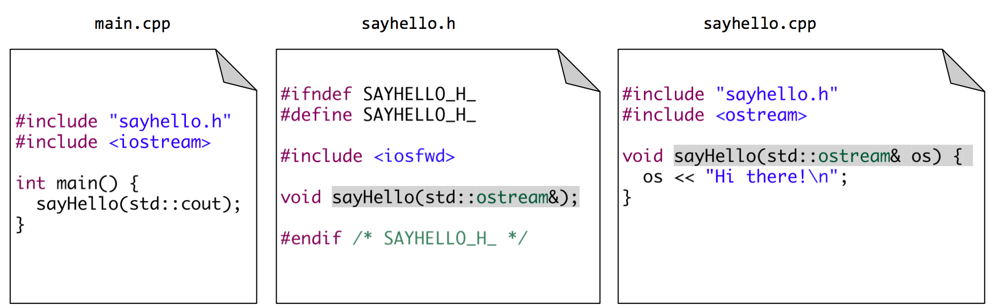 main.cpp
#include "sayhello.h"
#include <iostream>
int main() {
  sayHello(std::cout);
}
sayhello.h
#ifndef SAYHELLO_H_
#define SAYHELLO_H_
#include <iosfwd>
void sayHello(std::ostream&);
#endif /* SAYHELLO_H_ */
sayhello.cpp
#include "sayhello.h"
#include <ostream>
void sayHello(std::ostream& os) {
  os << "Hi there!\n";
}